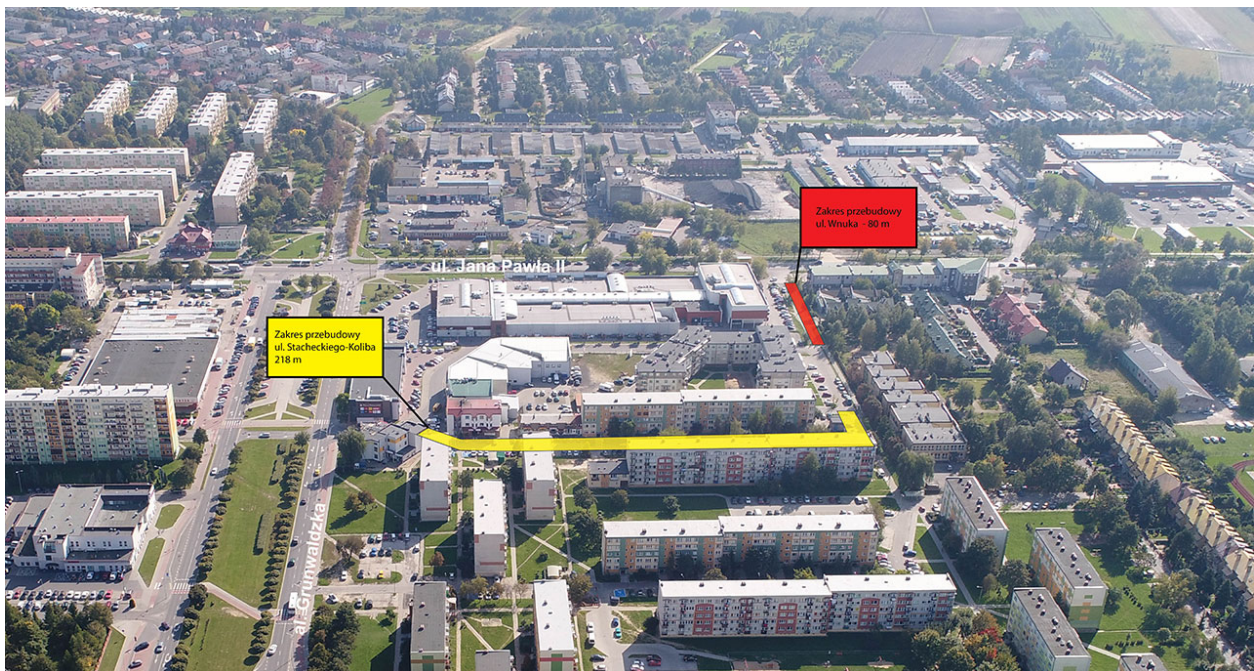 Zakres przebudowy
ul. Wnuka - 80 m
ul. Jana Pawła II
Zakres przebudowy
ul. Stacheckiego-Koliba
218 m
al. Grunwaldzka